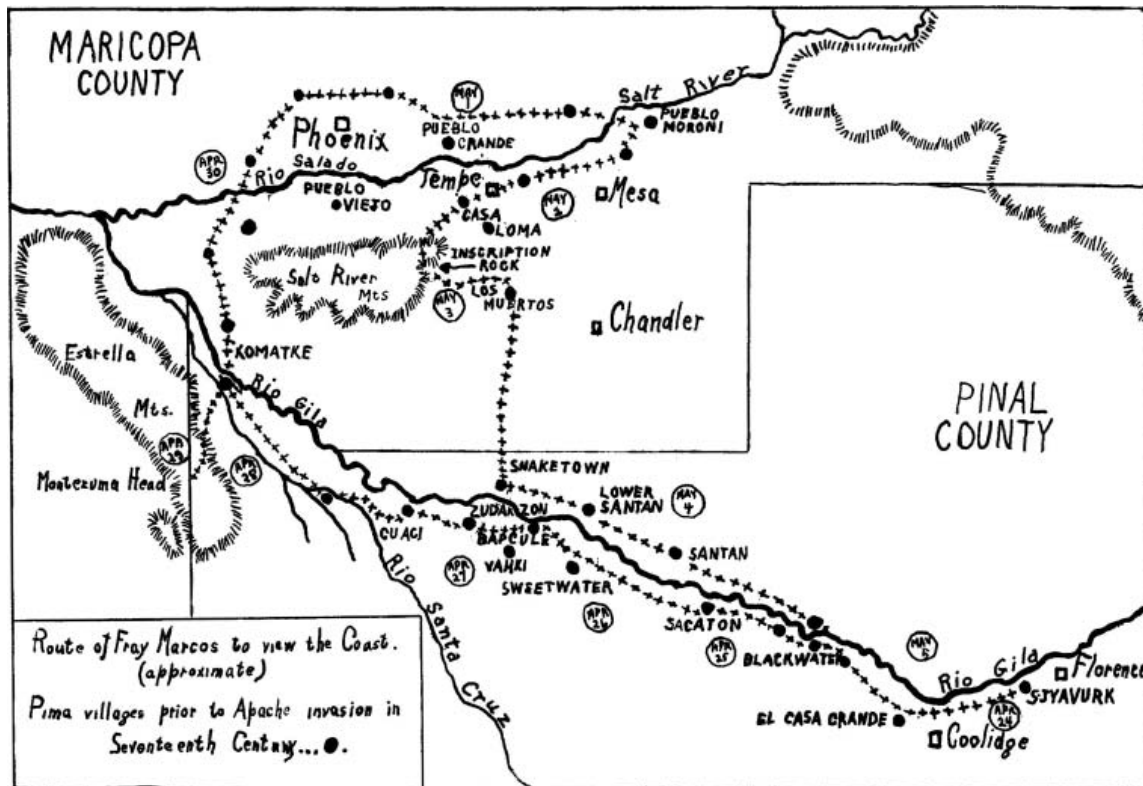 MARICOPA
COUNTY
Salt River
MAY
1
PUEBLO
MORONI
Phoenix
PUEBLO
GRANDE
APR
30
Rio Salado
Tempe
PUEBLO
VIEJO
MAY
Mesa
CASA
LOMA
INSCRIPTION
ROCK
Salt River
Mts
LOS
MUERTOS
MAY
3
Chandler
KOMATKE
Estrella
Mts.
Rio Gila
PINAL
COUNTY
APR
29
APR
28
Montezuma Head
SNAKETOWN
LOWER
SANTAN
MAY
4
ZUDARZON
CUACI
BAPCULE
SANTAN
APR
27
VAHKI
SWEETWATER
Rio Santa Cruz
APR
26
SACATON
APR
25
BLACKWATER
MAY
5
Rio Gila
Florence
SJYAVURK
EL CASA GRANDE
APR
24
Coolidge
Route of Fray Marcos to view the Coast.
(approximate)
Pima villages prior to Apache invasion in
Seventeenth Century... ●.